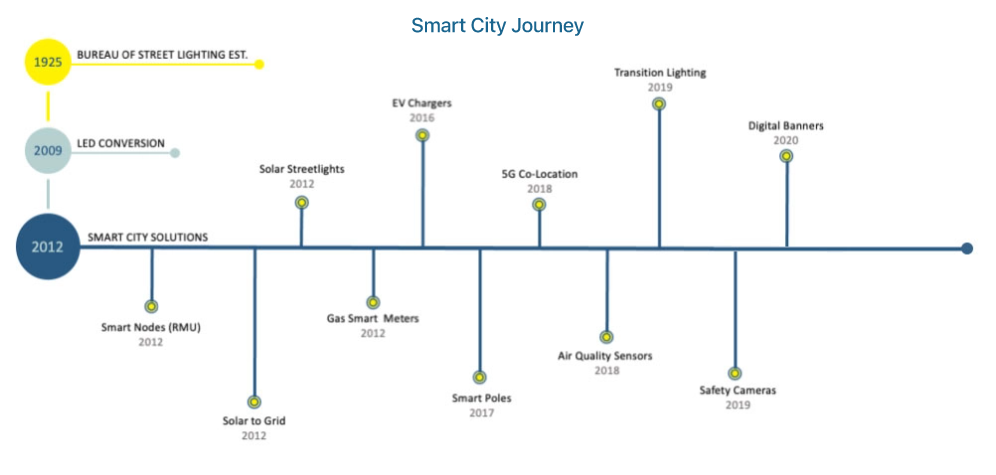 Smart City Journey
1925
BUREAU OF STREET LIGHTING EST.
2009
LED CONVERSION
2012
SMART CITY SOLUTIONS
Smart Nodes (RMU)
2012
Solar to Grid
2012
Solar Streetlights
2012
Gas Smart Meters
2012
EV Chargers
2016
Smart Poles
2017
5G Co-Location
2018
Air Quality Sensors
2018
Transition Lighting
2019
Safety Cameras
2019
Digital Banners
2020